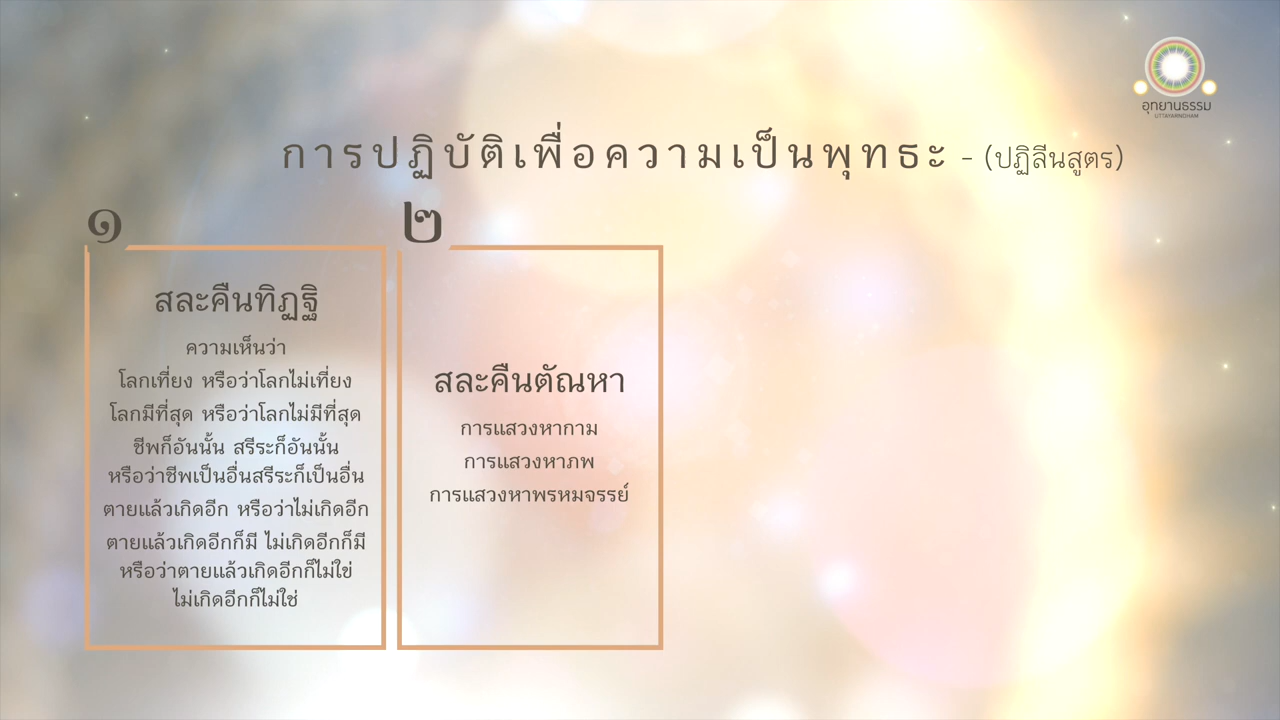 อุทยานธรรม
UTTAYARNDHAM
การปฏิบัติเพื่อความเป็นพุทธะ - (ปฏิลีนสูตร)
๑
สละคืนทิฏฐิ
ความเห็นว่า
โลกเที่ยง หรือว่าโลกไม่เที่ยง
โลกมีที่สุด หรือว่าโลกไม่มีที่สุด
ชีพก็อันนั้น สรีระก็อันนั้น
หรือว่าชีพเป็นอื่นสรีระก็เป็นอื่น
ตายแล้วเกิดอีก หรือว่าไม่เกิดอีก
ตายแล้วเกิดอีกก็มี ไม่เกิดอีกก็มี
หรือว่าตายแล้วเกิดอีกก็ไม่ใข่
ไม่เกิดอีกก็ไม่ใช่
๒
สละคืนตัณหา
การแสวงหากาม
การแสวงหาภพ
การแสวงหาพรหมจรรย์